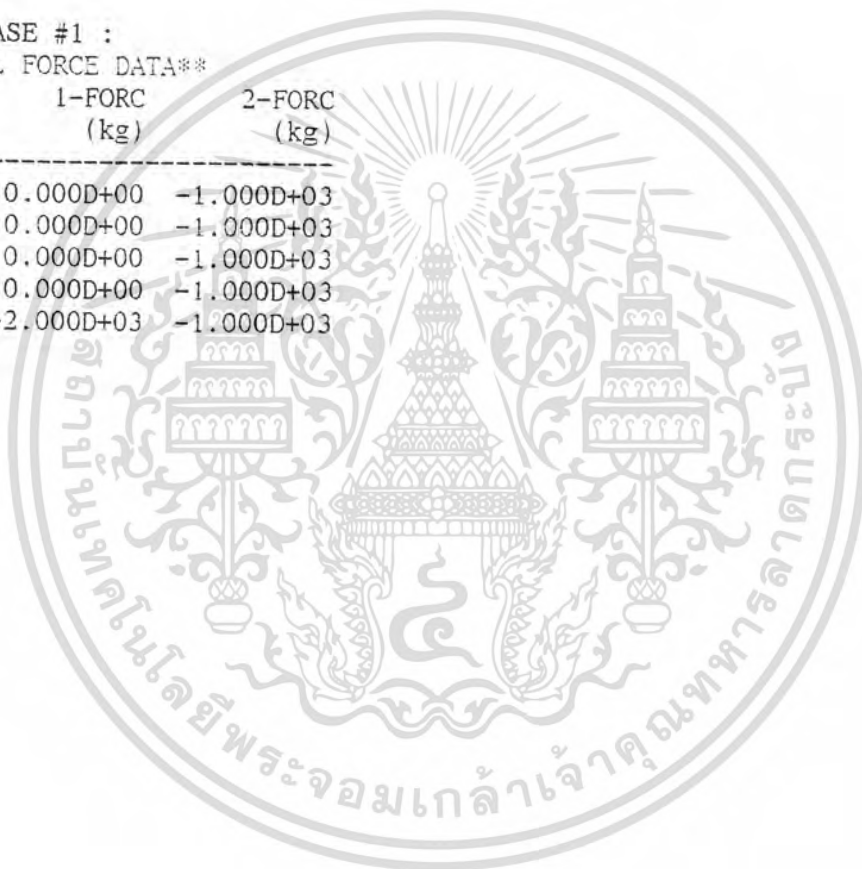 ASE #1 :
L FORCE DATA**
1-FORC 2-FORC
(kg) (kg)
--------------------------------
0.000D+00 -1.000D+03
0.000D+00 -1.000D+03
0.000D+00 -1.000D+03
0.000D+00 -1.000D+03
2.000D+03 -1.000D+03
สถาบันเทคโนโลยีพระจอมเกล้าเจ้าคุณทหารลาดกระบัง
๔